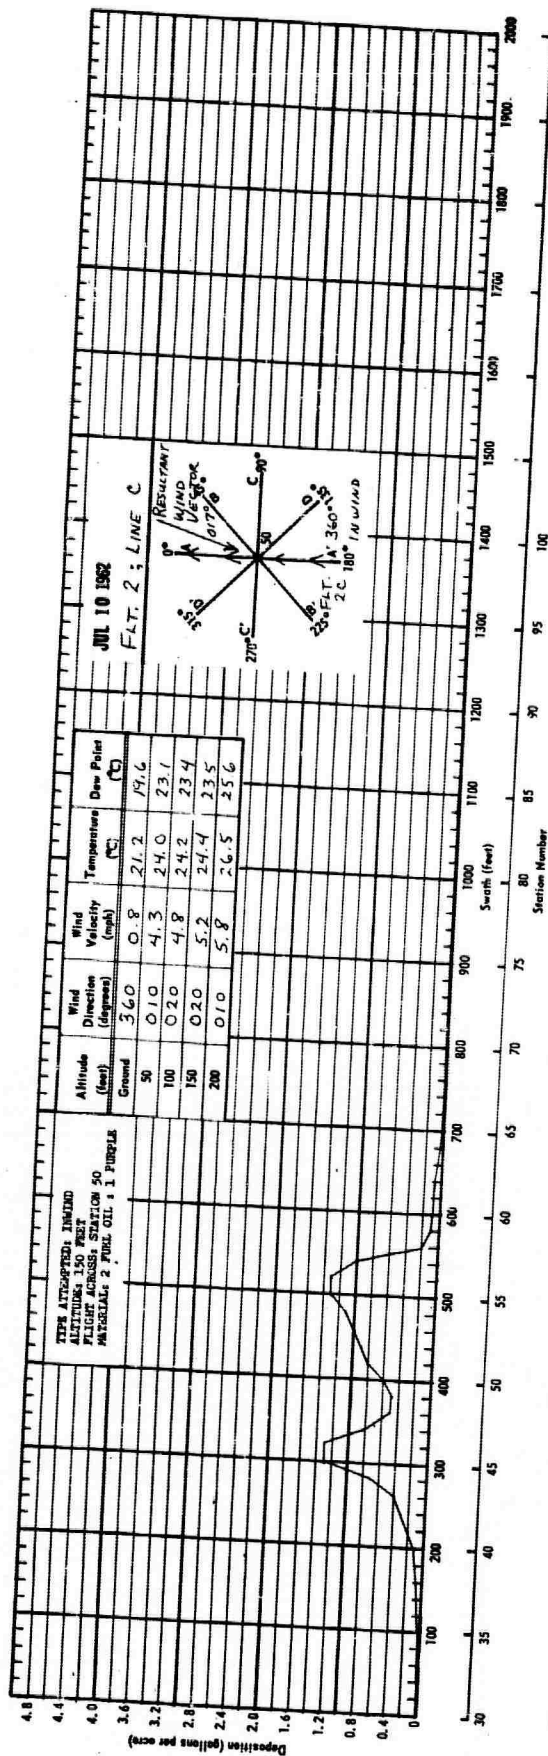 TYPE ATTEMPTED: INWIND
ALTITUDE: 150 FEET
FLIGHT ACROSS: STATION 50
MATERIAL: 2 FUEL OIL : 1 PURPLE
Altitude (feet) Wind Direction (degrees) Wind Velocity (mph) Temperature (°C) Dew Point (°C)
Ground 360 0.8 21.2 19.6
50 010 4.3 24.0 23.1
100 020 4.8 24.2 23.4
150 020 5.2 24.4 23.5
200 010 5.8 26.5 25.6
JUL 10 1962
FLT. 2 ; LINE C
RESULTANT
WIND
VECTOR
017°
0°
A
315°
D'
B
270° C'
C 90°
50
B'
225°
FLT.
2C
A' 360°
180° INWIND
D
135°
Deposition (gallons per acre)
4.8
4.4
4.0
3.6
3.2
2.8
2.4
2.0
1.6
1.2
0.8
0.4
0
100 200 300 400 500 600 700 800 900 1000 1100 1200 1300 1400 1500 1600 1700 1800 1900 2000
Swath (feet)
30 35 40 45 50 55 60 65 70 75 80 85 90 95 100
Station Number